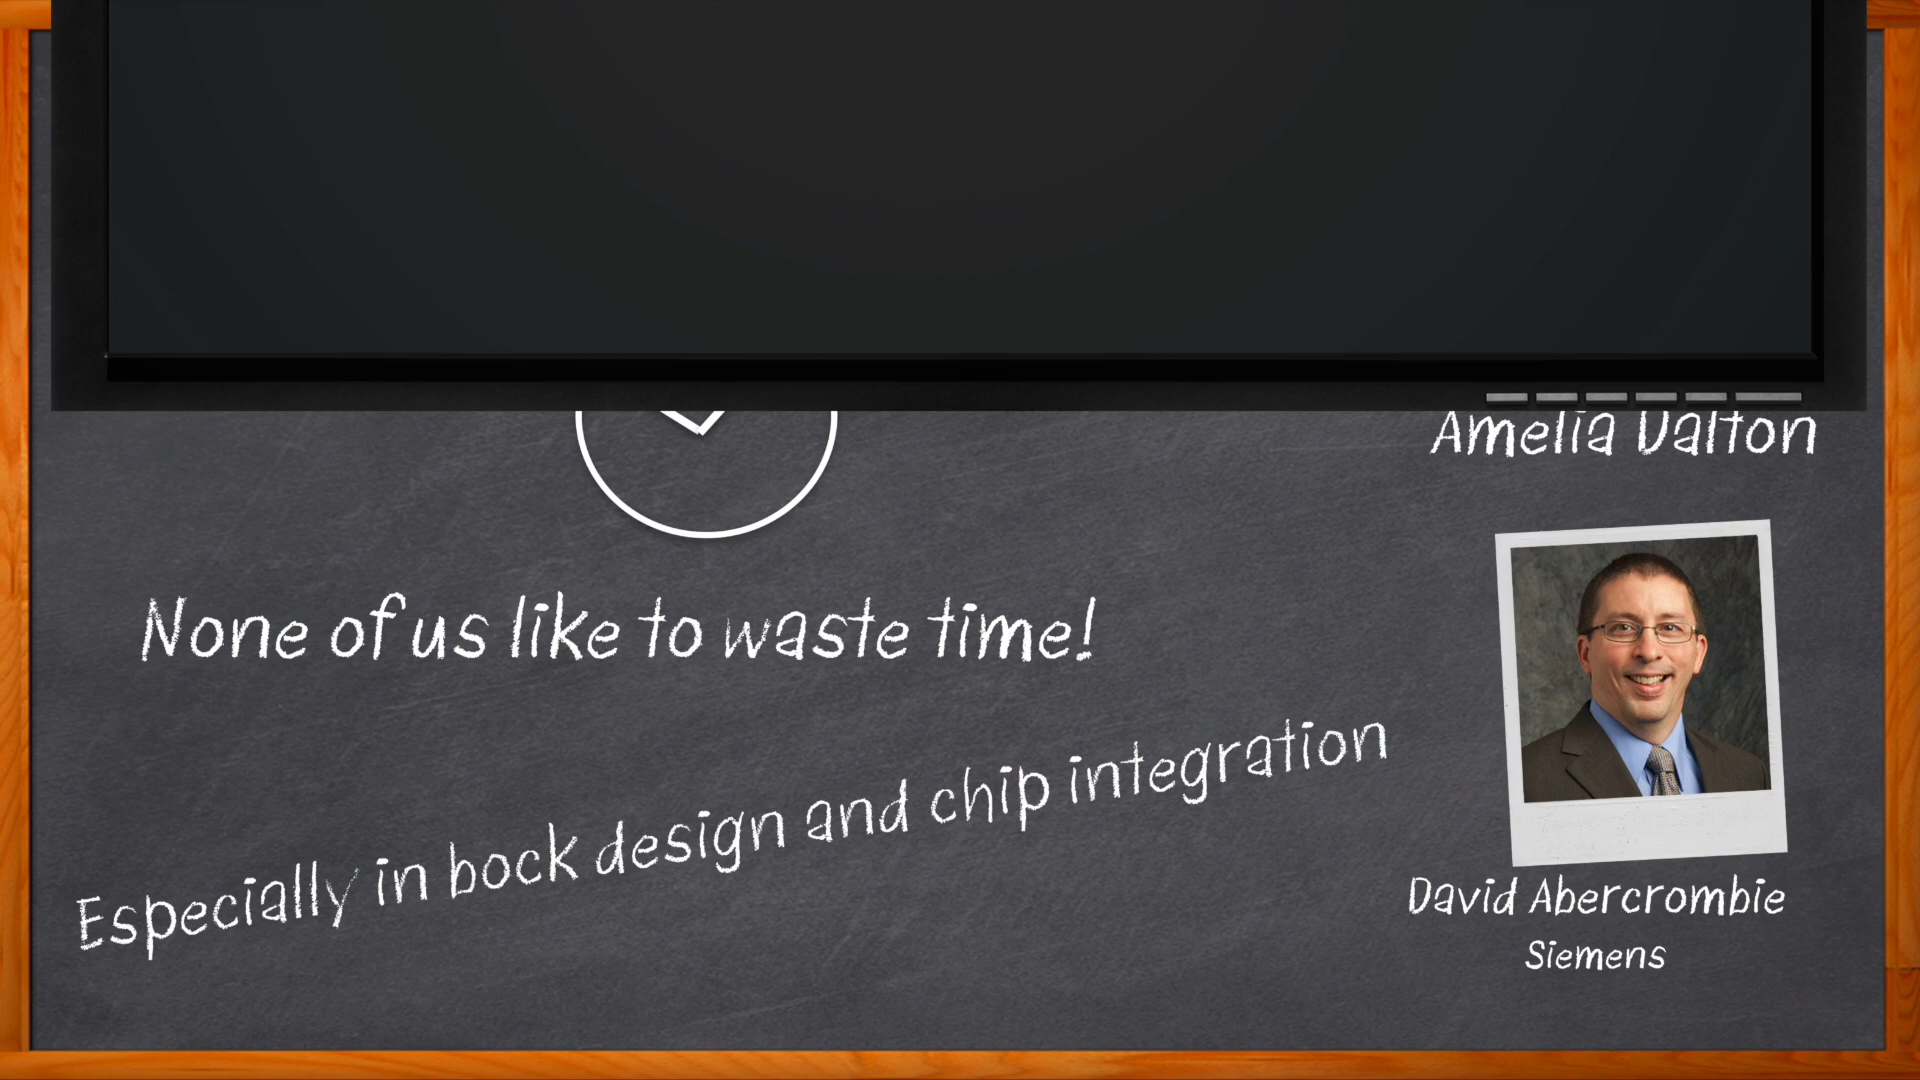 Amelia Dalton
None of us like to waste time!
Especially in bock design and chip integration
David Abercrombie
Siemens